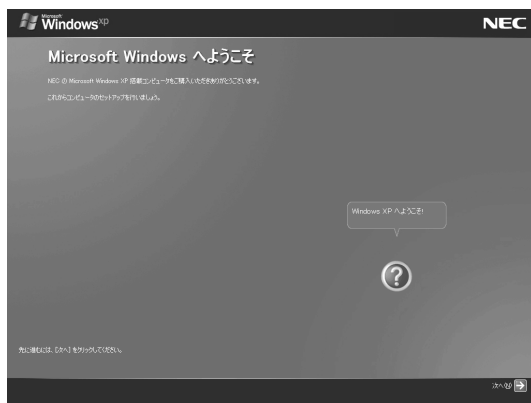 Microsoft
Windows xp
NEC
Microsoft Windows へようこそ
NEC の Microsoft Windows XP 搭載コンピュータをご購入いただきありがとうございます。
これからコンピュータのセットアップを行いましょう。
Windows XP へようこそ!
先に進むには、[次へ] をクリックしてください。
次へ(N)